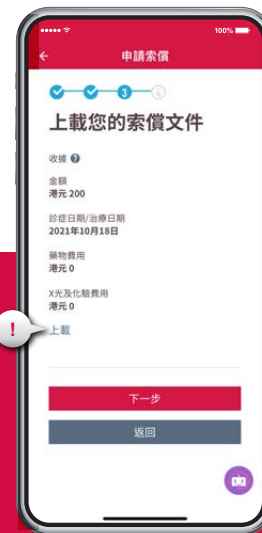 100%
申請索償
3
4
上載您的索償文件
收據 ?
金額
港元 200
診症日期/治療日期
2021年10月18日
藥物費用
港元 0
X光及化驗費用
港元 0
!
上載
下一步
返回